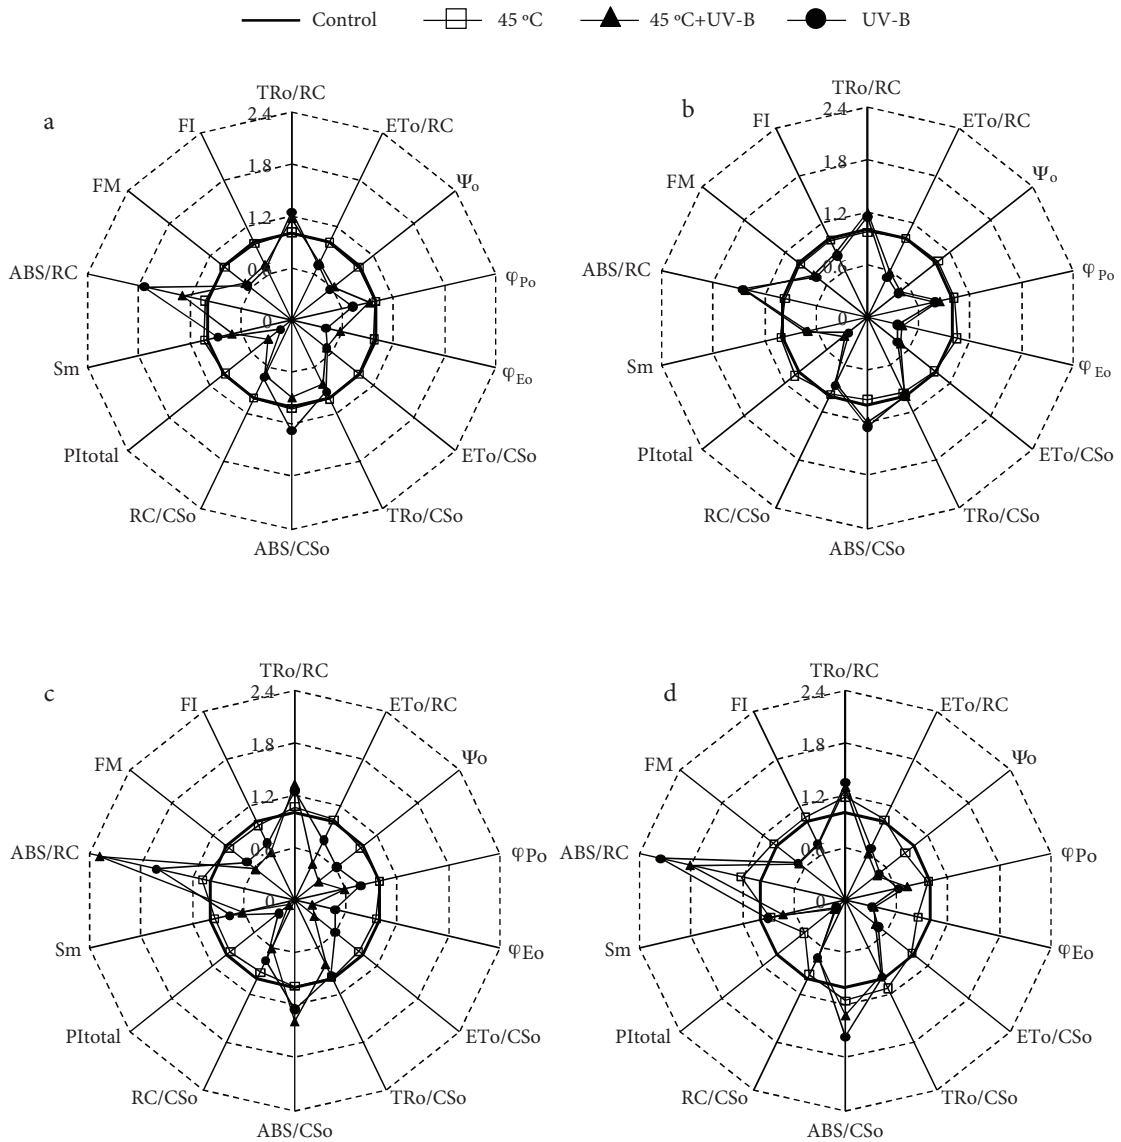 Control 45 ºC 45 ºC+UV-B UV-B
a
TRo/RC
2.4
FI
ETo/RC
1.8
FM
Ψo
1.2
ABS/RC
0.6
φPo
0
Sm
φEo
PItotal
ETo/CSo
RC/CSo
TRo/CSo
ABS/CSo
b
TRo/RC
2.4
FI
ETo/RC
1.8
FM
Ψo
1.2
ABS/RC
0.6
φPo
0
Sm
φEo
PItotal
ETo/CSo
RC/CSo
TRo/CSo
ABS/CSo
c
TRo/RC
2.4
FI
ETo/RC
1.8
FM
Ψo
1.2
ABS/RC
0.6
φPo
0
Sm
φEo
PItotal
ETo/CSo
RC/CSo
TRo/CSo
ABS/CSo
d
TRo/RC
2.4
FI
ETo/RC
1.8
FM
Ψo
1.2
ABS/RC
0.6
φPo
0
Sm
φEo
PItotal
ETo/CSo
RC/CSo
TRo/CSo
ABS/CSo